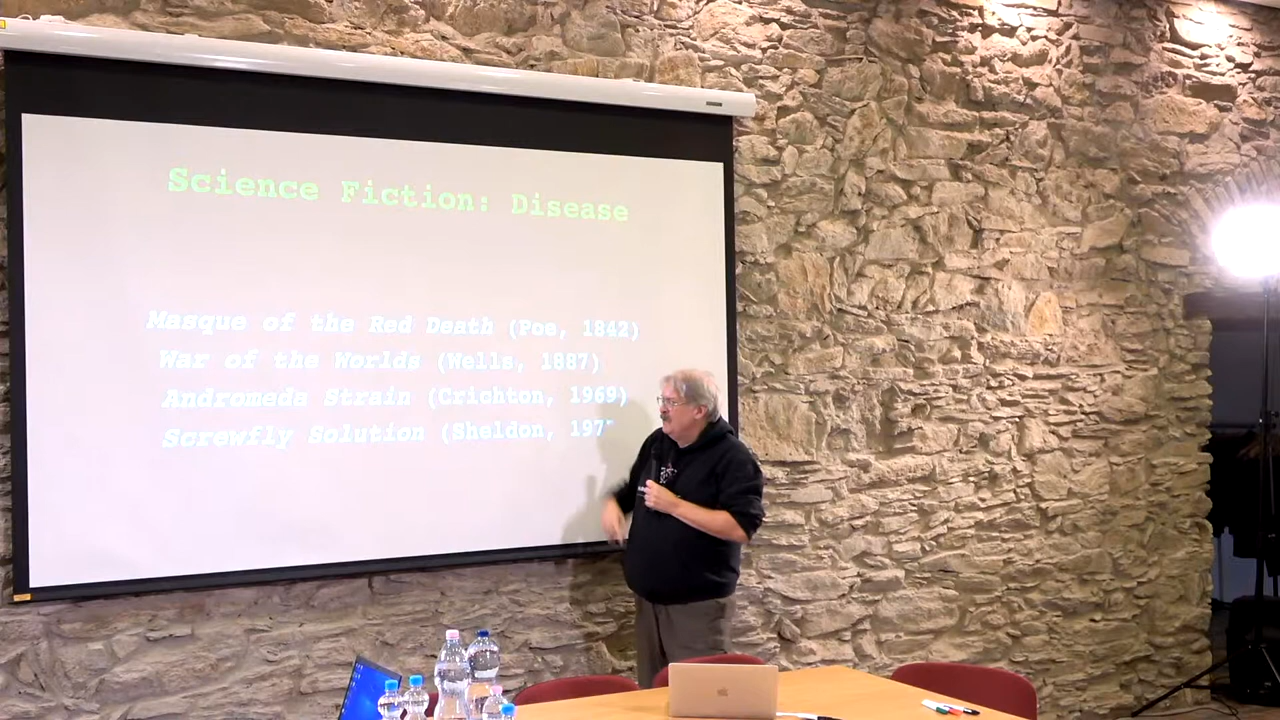 Science Fiction: Disease
Masque of the Red Death (Poe, 1842)
War of the Worlds (Wells, 1887)
Andromeda Strain (Crichton, 1969)
Screwfly Solution (Sheldon,